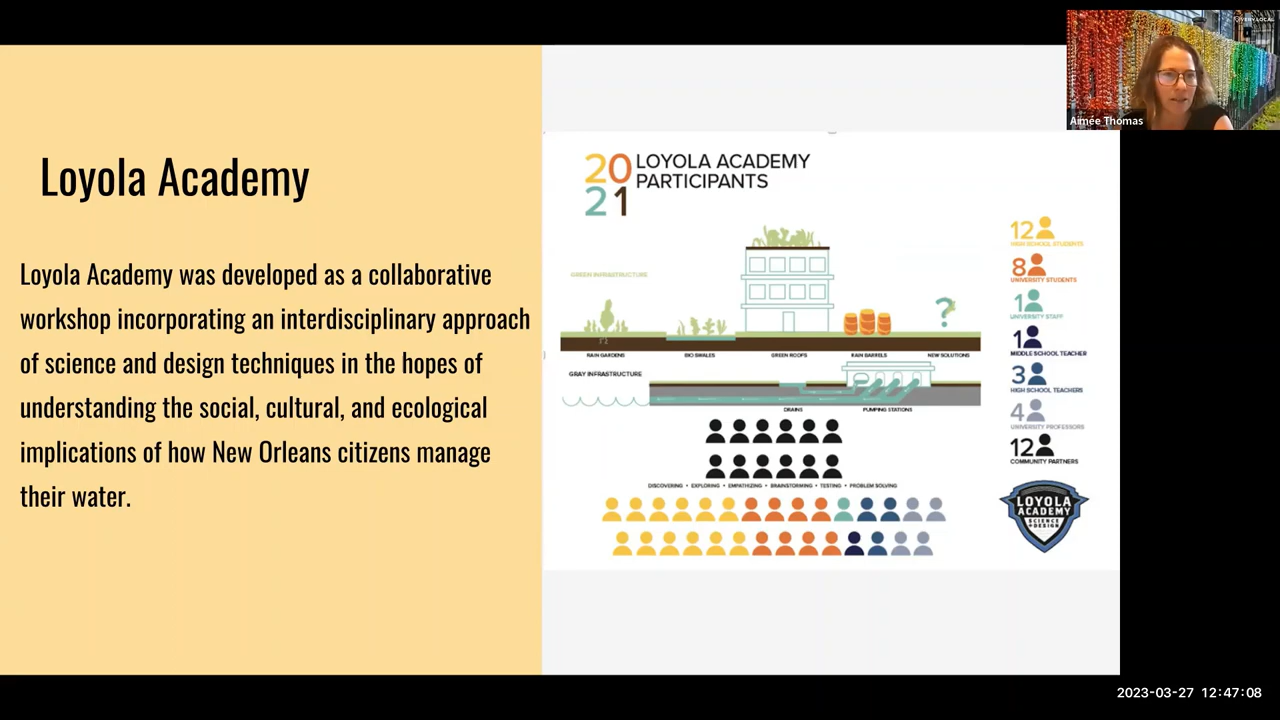 Loyola Academy
Loyola Academy was developed as a collaborative
workshop incorporating an interdisciplinary approach
of science and design techniques in the hopes of
understanding the social, cultural, and ecological
implications of how New Orleans citizens manage
their water.
20
21
LOYOLA ACADEMY
PARTICIPANTS
GREEN INFRASTRUCTURE
?
RAIN GARDENS
BIO SWALES
GREEN ROOFS
RAIN BARRELS
NEW SOLUTIONS
GRAY INFRASTRUCTURE
DRAINS
PUMPING STATIONS
DISCOVERING • EXPLORING • EMPATHIZING • BRAINSTORMING • TESTING • PROBLEM SOLVING
12
HIGH SCHOOL STUDENTS
8
UNIVERSITY STUDENTS
1
UNIVERSITY STAFF
1
MIDDLE SCHOOL TEACHER
3
HIGH SCHOOL TEACHERS
4
UNIVERSITY PROFESSORS
12
COMMUNITY PARTNERS
LOYOLA
ACADEMY
SCIENCE
+DESIGN
VERY LOCAL
Aimée Thomas
2023-03-27 12:47:08